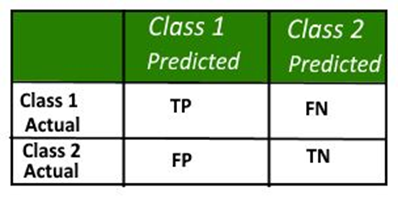 Class 1 Class 2
Predicted Predicted
Class 1 TP FN
Actual
Class 2 FP TN
Actual